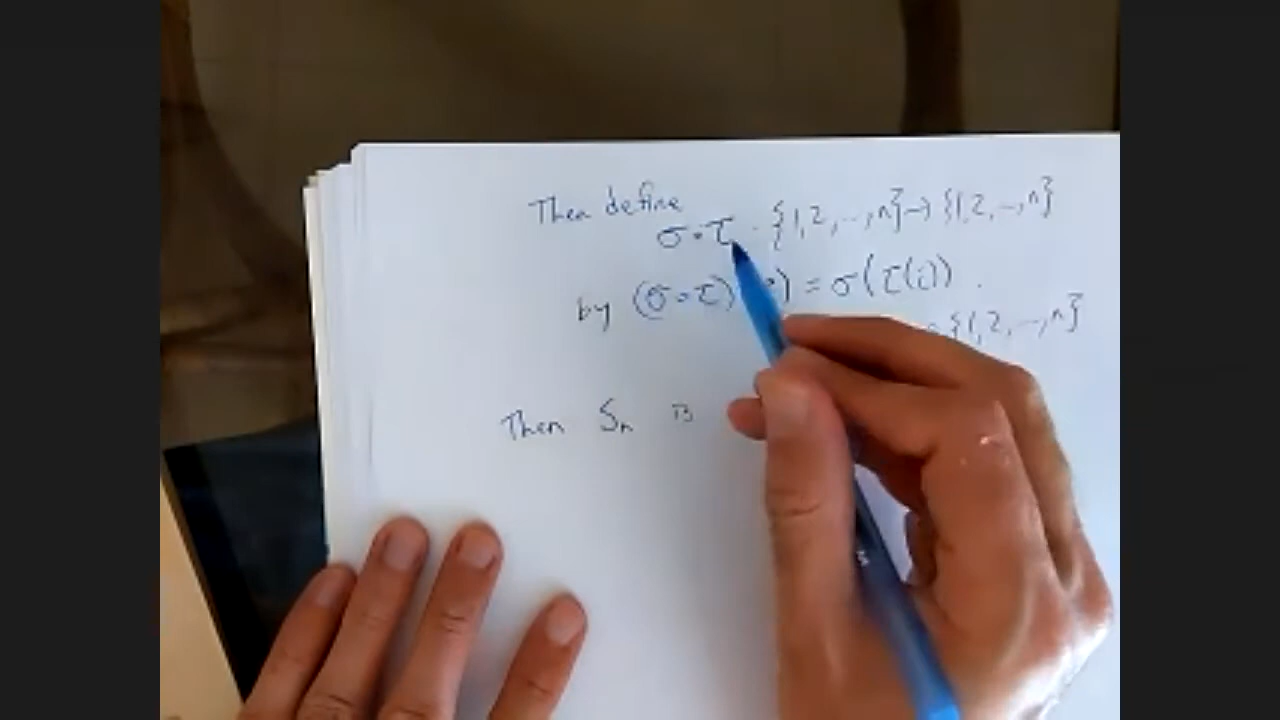 Then define
σ∘τ : {1,2,...,n} → {1,2,...,n}
by (σ∘τ)(i) = σ(τ(i)).
{1,2,...,n}
Then Sn is